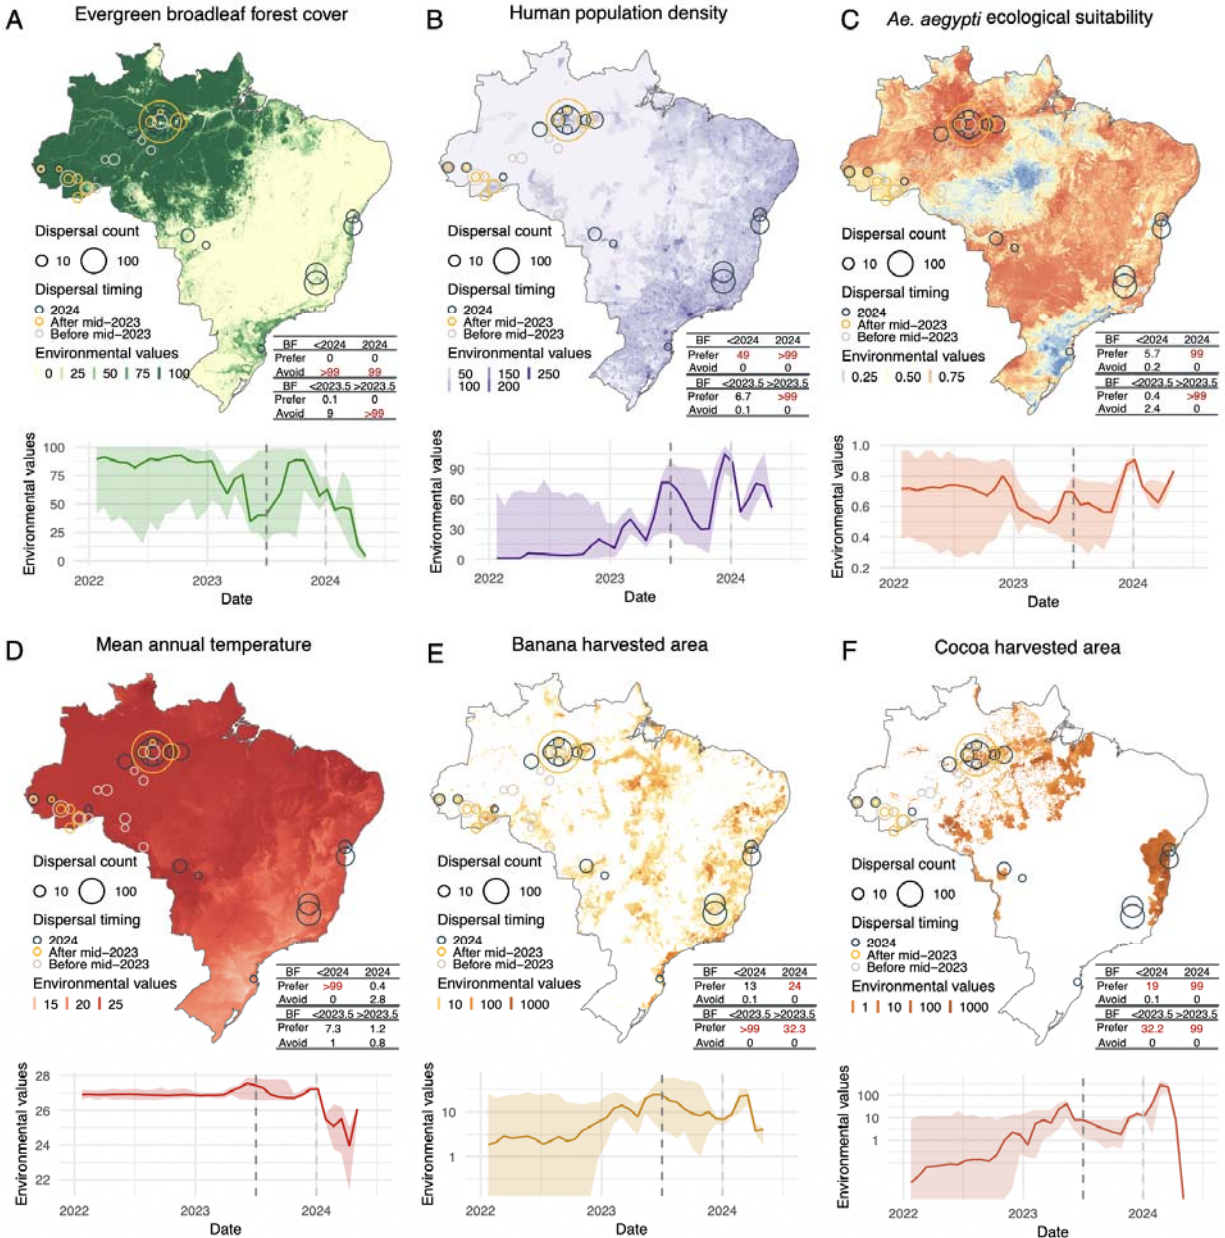 A Evergreen broadleaf forest cover
Dispersal count
10 100
Dispersal timing
2024
After mid-2023
Before mid-2023
Environmental values
0 25 50 75 100
BF <2024 2024
Prefer 0 0
Avoid >99 99
BF <2023.5 >2023.5
Prefer 0.1 0
Avoid 9 >99
Environmental values
100
75
50
25
0
2022 2023 2024
Date
B Human population density
Dispersal count
10 100
Dispersal timing
2024
After mid-2023
Before mid-2023
Environmental values
50 150 250
100 200
BF <2024 2024
Prefer 49 >99
Avoid 0 0
BF <2023.5 >2023.5
Prefer 6.7 >99
Avoid 0.1 0
Environmental values
90
60
30
0
2022 2023 2024
Date
C Ae. aegypti ecological suitability
Dispersal count
10 100
Dispersal timing
2024
After mid-2023
Before mid-2023
Environmental values
0.25 0.50 0.75
BF <2024 2024
Prefer 5.7 99
Avoid 0.2 0
BF <2023.5 >2023.5
Prefer 0.4 >99
Avoid 2.4 0
Environmental values
1.0
0.8
0.6
0.4
0.2
2022 2023 2024
Date
D Mean annual temperature
Dispersal count
10 100
Dispersal timing
2024
After mid-2023
Before mid-2023
Environmental values
15 20 25
BF <2024 2024
Prefer >99 0.4
Avoid 0 2.8
BF <2023.5 >2023.5
Prefer 7.3 1.2
Avoid 1 0.8
Environmental values
28
26
24
22
2022 2023 2024
Date
E Banana harvested area
Dispersal count
10 100
Dispersal timing
2024
After mid-2023
Before mid-2023
Environmental values
10 100 1000
BF <2024 2024
Prefer 13 24
Avoid 0.1 0
BF <2023.5 >2023.5
Prefer >99 32.3
Avoid 0 0
Environmental values
10
1
2022 2023 2024
Date
F Cocoa harvested area
Dispersal count
10 100
Dispersal timing
2024
After mid-2023
Before mid-2023
Environmental values
1 10 100 1000
BF <2024 2024
Prefer 19 99
Avoid 0.1 0
BF <2023.5 >2023.5
Prefer 32.2 99
Avoid 0 0
Environmental values
100
10
1
2022 2023 2024
Date